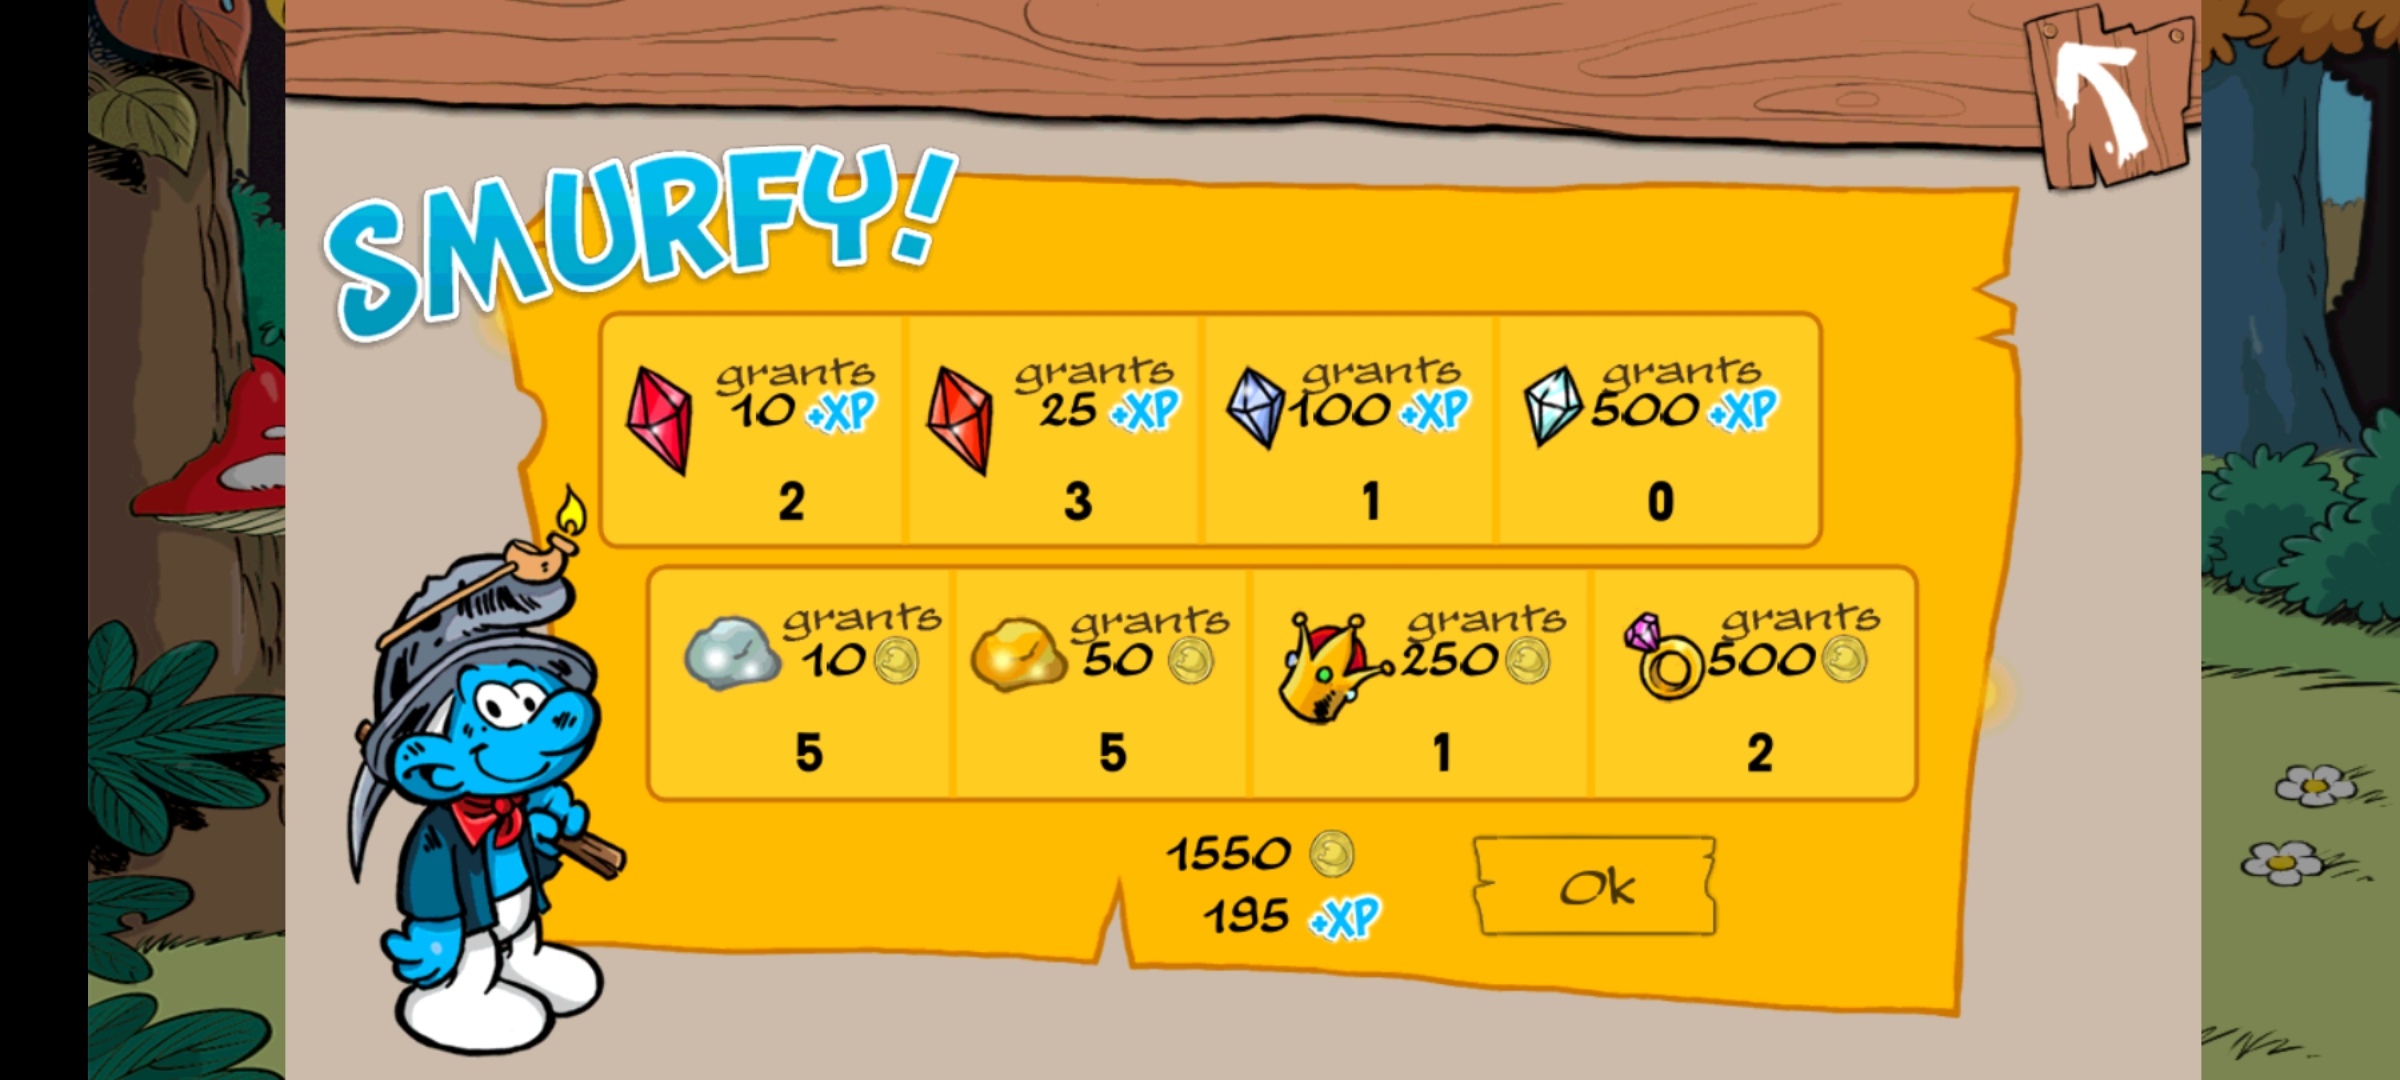 SMURFY!
grants
10 +XP
2
grants
25 +XP
3
grants
100 +XP
1
grants
500 +XP
0
grants
10
5
grants
50
5
grants
250
1
grants
500
2
1550
195 +XP
Ok